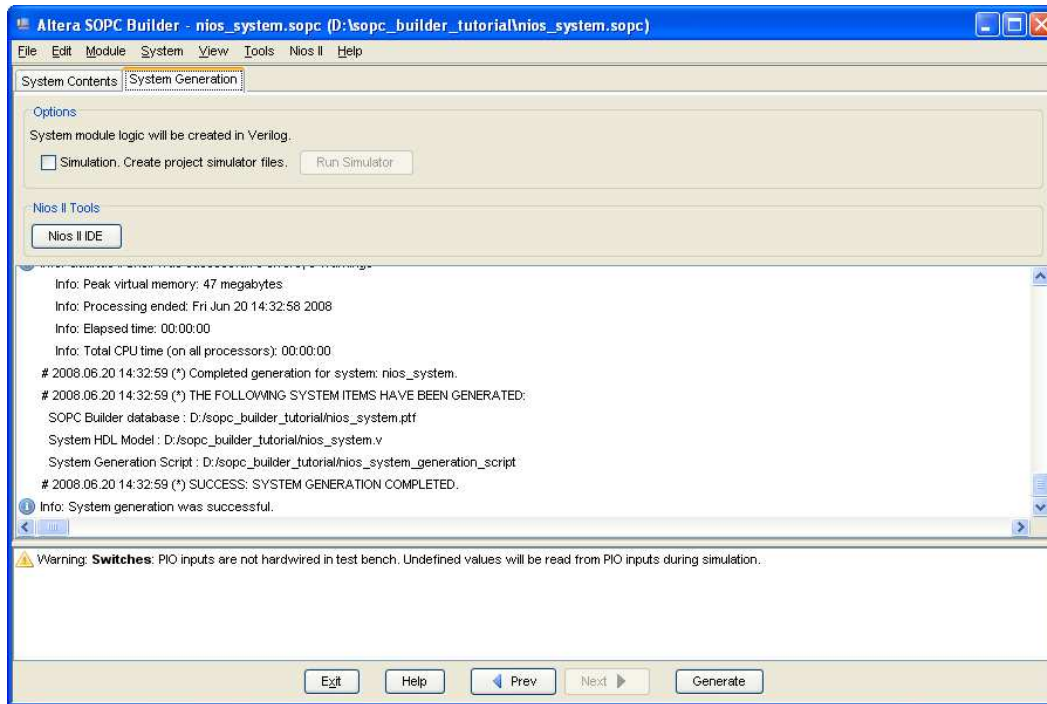 Altera SOPC Builder - nios_system.sopc (D:\sopc_builder_tutorial\nios_system.sopc)
File Edit Module System View Tools Nios II Help
System Contents System Generation
Options
System module logic will be created in Verilog.
Simulation. Create project simulator files. Run Simulator
Nios II Tools
Nios II IDE
Info: Peak virtual memory: 47 megabytes
Info: Processing ended: Fri Jun 20 14:32:58 2008
Info: Elapsed time: 00:00:00
Info: Total CPU time (on all processors): 00:00:00
# 2008.06.20 14:32:59 (*) Completed generation for system: nios_system.
# 2008.06.20 14:32:59 (*) THE FOLLOWING SYSTEM ITEMS HAVE BEEN GENERATED:
SOPC Builder database : D:/sopc_builder_tutorial/nios_system.ptf
System HDL Model : D:/sopc_builder_tutorial/nios_system.v
System Generation Script : D:/sopc_builder_tutorial/nios_system_generation_script
# 2008.06.20 14:32:59 (*) SUCCESS: SYSTEM GENERATION COMPLETED.
Info: System generation was successful.
Warning: Switches: PIO inputs are not hardwired in test bench. Undefined values will be read from PIO inputs during simulation.
Exit Help Prev Next Generate